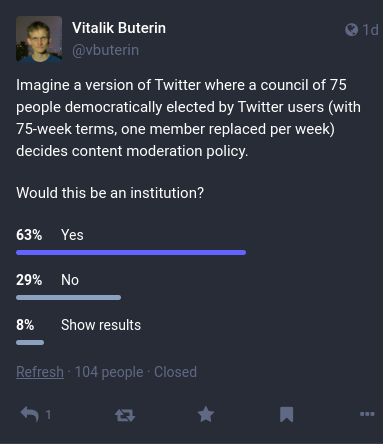 Vitalik Buterin
1d
@vbuterin
Imagine a version of Twitter where a council of 75
people democratically elected by Twitter users (with
75-week terms, one member replaced per week)
decides content moderation policy.
Would this be an institution?
63% Yes
29% No
8% Show results
Refresh · 104 people · Closed
1